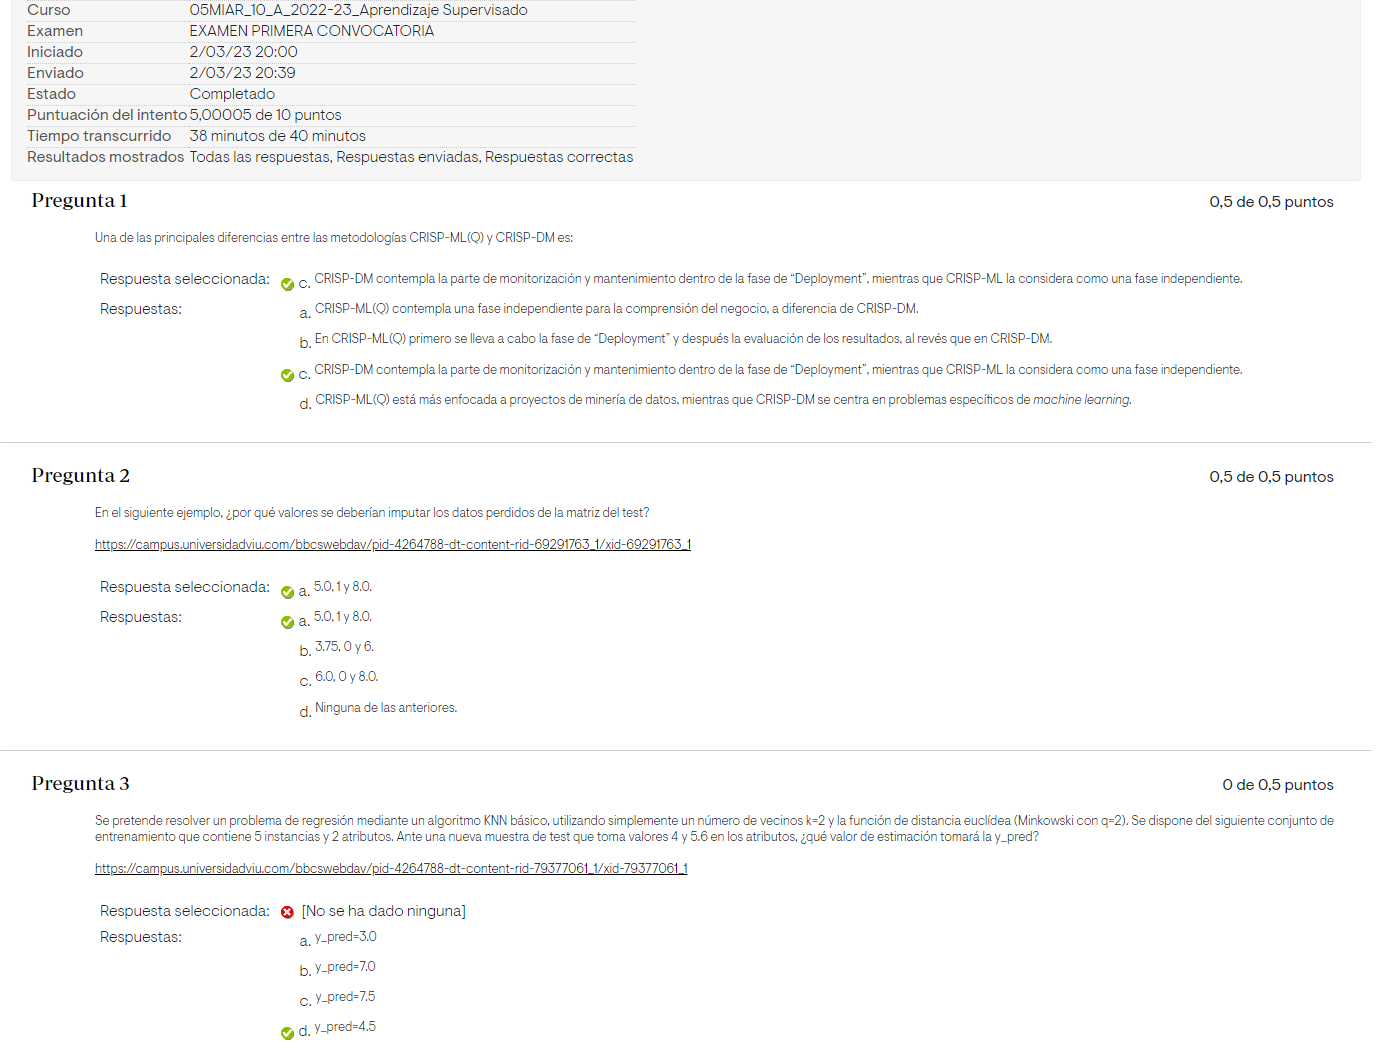 Curso 05MIAR_10_A_2022-23_Aprendizaje Supervisado
Examen EXAMEN PRIMERA CONVOCATORIA
Iniciado 2/03/23 20:00
Enviado 2/03/23 20:39
Estado Completado
Puntuación del intento 5,00005 de 10 puntos
Tiempo transcurrido 38 minutos de 40 minutos
Resultados mostrados Todas las respuestas, Respuestas enviadas, Respuestas correctas
Pregunta 1 0,5 de 0,5 puntos
Una de las principales diferencias entre las metodologías CRISP-ML(Q) y CRISP-DM es:
Respuesta seleccionada: c. CRISP-DM contempla la parte de monitorización y mantenimiento dentro de la fase de “Deployment”, mientras que CRISP-ML la considera como una fase independiente.
Respuestas: a. CRISP-ML(Q) contempla una fase independiente para la comprensión del negocio, a diferencia de CRISP-DM.
b. En CRISP-ML(Q) primero se lleva a cabo la fase de “Deployment” y después la evaluación de los resultados, al revés que en CRISP-DM.
c. CRISP-DM contempla la parte de monitorización y mantenimiento dentro de la fase de “Deployment”, mientras que CRISP-ML la considera como una fase independiente.
d. CRISP-ML(Q) está más enfocada a proyectos de minería de datos, mientras que CRISP-DM se centra en problemas específicos de machine learning.
Pregunta 2 0,5 de 0,5 puntos
En el siguiente ejemplo, ¿por qué valores se deberían imputar los datos perdidos de la matriz del test?
https://campus.universidadviu.com/bbcswebdav/pid-4264788-dt-content-rid-69291763_1/xid-69291763_1
Respuesta seleccionada: a. 5.0, 1 y 8.0.
Respuestas: a. 5.0, 1 y 8.0.
b. 3.75, 0 y 6.
c. 6.0, 0 y 8.0.
d. Ninguna de las anteriores.
Pregunta 3 0 de 0,5 puntos
Se pretende resolver un problema de regresión mediante un algoritmo KNN básico, utilizando simplemente un número de vecinos k=2 y la función de distancia euclídea (Minkowski con q=2). Se dispone del siguiente conjunto de
entrenamiento que contiene 5 instancias y 2 atributos. Ante una nueva muestra de test que toma valores 4 y 5.6 en los atributos, ¿qué valor de estimación tomará la y_pred?
https://campus.universidadviu.com/bbcswebdav/pid-4264788-dt-content-rid-79377061_1/xid-79377061_1
Respuesta seleccionada: [No se ha dado ninguna]
Respuestas: a. y_pred=3.0
b. y_pred=7.0
c. y_pred=7.5
d. y_pred=4.5